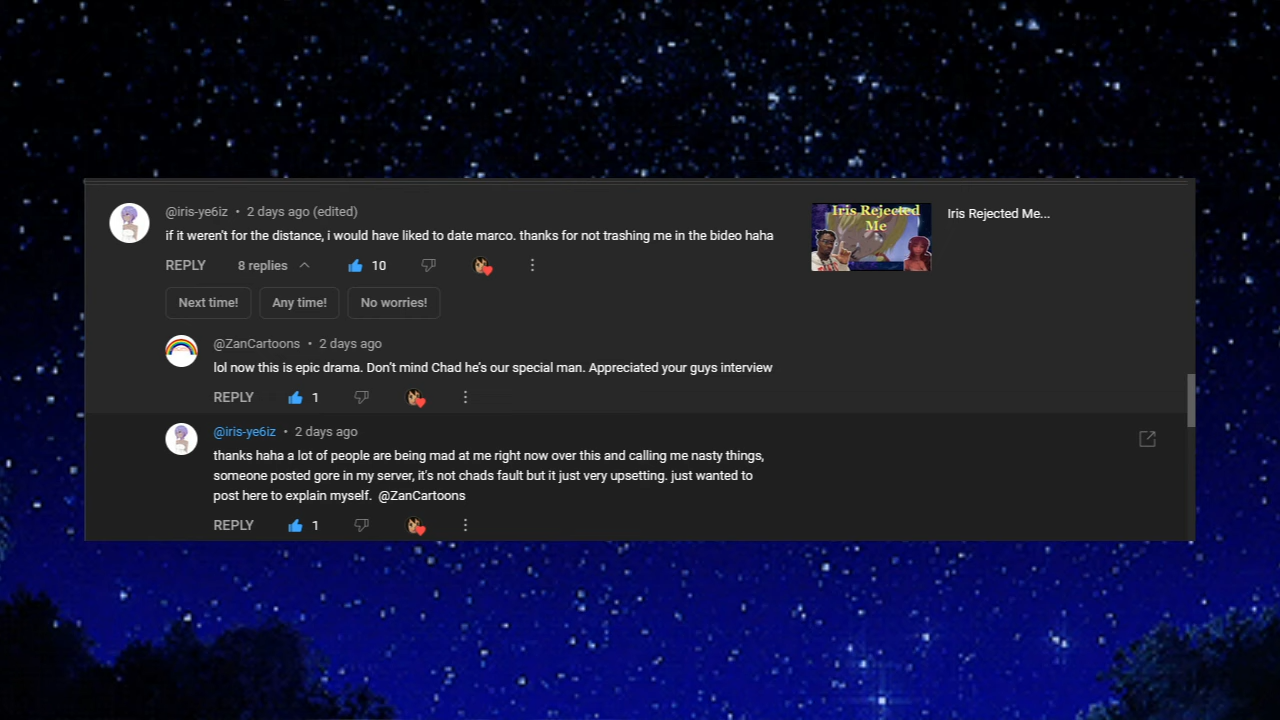 @iris-ye6iz • 2 days ago (edited)
if it weren't for the distance, i would have liked to date marco. thanks for not trashing me in the bideo haha
REPLY 8 replies 10
Next time! Any time! No worries!
Iris Rejected
Me
Iris Rejected Me...
@ZanCartoons • 2 days ago
lol now this is epic drama. Don't mind Chad he's our special man. Appreciated your guys interview
REPLY 1
@iris-ye6iz • 2 days ago
thanks haha a lot of people are being mad at me right now over this and calling me nasty things,
someone posted gore in my server, it's not chads fault but it just very upsetting. just wanted to
post here to explain myself. @ZanCartoons
REPLY 1